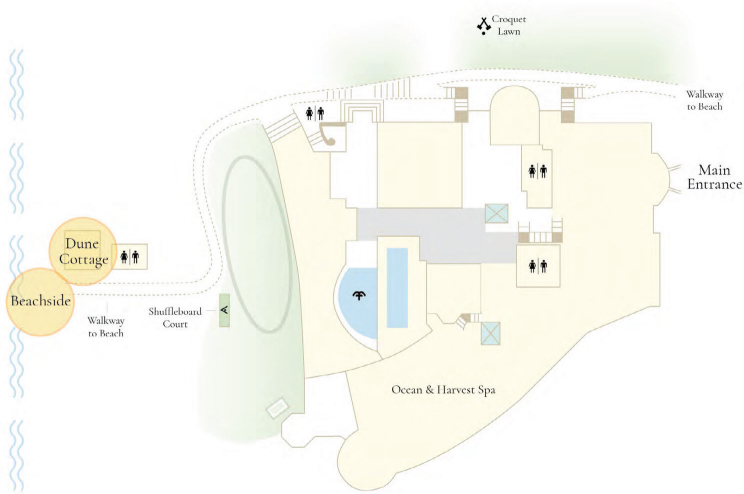 Croquet
Lawn
Walkway
to Beach
Main
Entrance
Dune
Cottage
Beachside
Walkway
to Beach
Shuffleboard
Court
Ocean & Harvest Spa